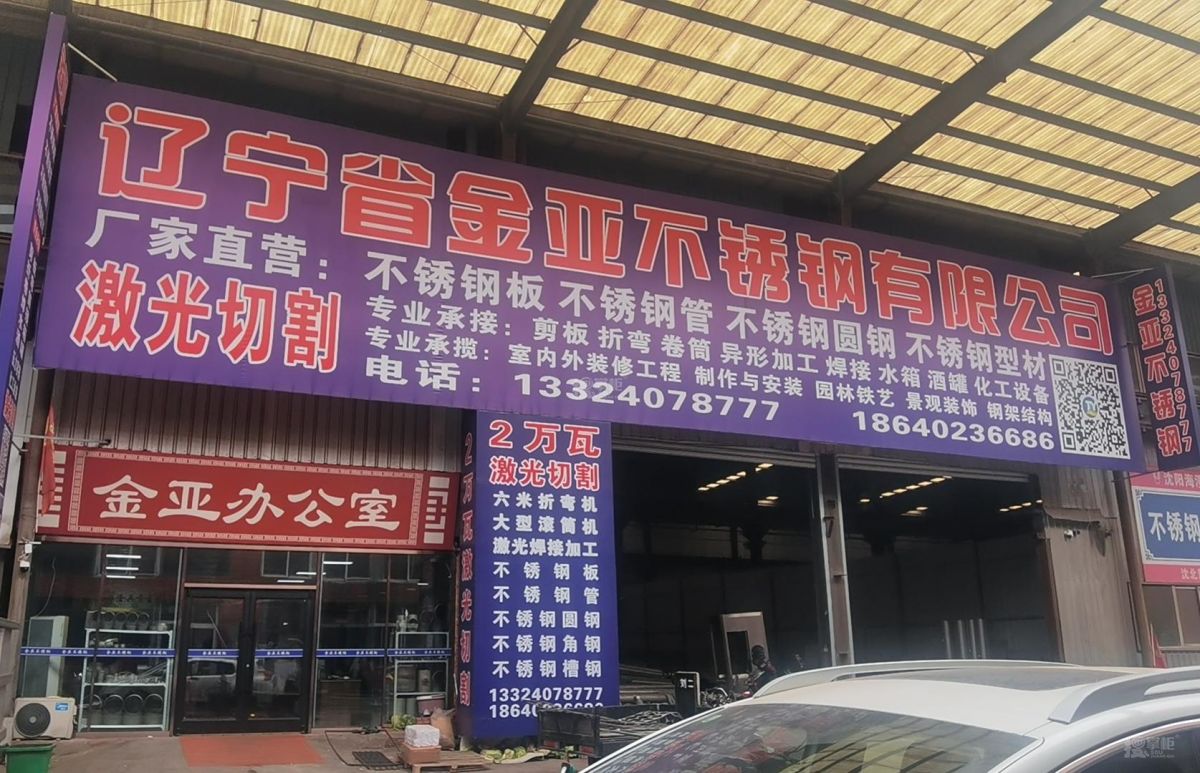 辽宁省金亚不锈钢有限公司
厂家直营：不锈钢板 不锈钢管 不锈钢圆钢 不锈钢型材
激光切割
专业承接：剪板 折弯 卷筒 异形加工 焊接 水箱 酒罐 化工设备
专业承揽：室内外装修工程 制作与安装 园林铁艺 景观装饰 钢架结构
电话：13324078777 18640236686
13324078777
金亚不锈钢
金亚办公室
2万瓦激光切割
2万瓦
激光切割
六米折弯机
大型滚筒机
激光焊接加工
不锈钢板
不锈钢管
不锈钢圆钢
不锈钢角钢
不锈钢槽钢
13324078777
18640236686
沈阳海
不锈钢
沈北